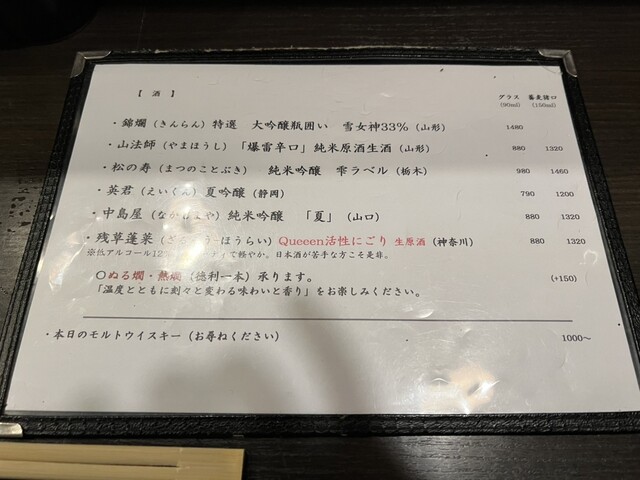 【 酒 】
グラス 蕎麦猪口
(90ml) (150ml)
・錦爛（きんらん）特選 大吟醸瓶囲い 雪女神33%（山形） 1480
・山法師（やまほうし）「爆雷辛口」純米原酒生酒（山形） 880 1320
・松の寿（まつのことぶき） 純米吟醸 雫ラベル（栃木） 980 1460
・英君（えいくん）夏吟醸（静岡） 790 1200
・中島屋（なかしまや）純米吟醸 「夏」（山口） 880 1320
・残草蓬莱（ざる ほうらい）Queeen活性にごり 生原酒（神奈川） 880 1320
※低アルコール12% ティで軽やか。日本酒が苦手な方こそ是非。
〇ぬる燗・熱燗（徳利一本）承ります。 (+150)
「温度とともに刻々と変わる味わいと香り」をお楽しみください。
・本日のモルトウイスキー（お尋ねください） 1000〜